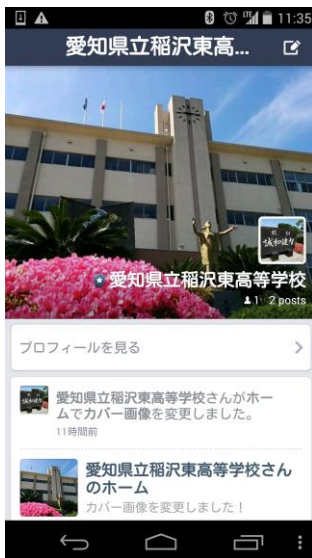 11:35
愛知県立稲沢東高...
愛知県立稲沢東高等学校
1 2 posts
プロフィールを見る
愛知県立稲沢東高等学校さんがホー
ムでカバー画像を変更しました。
11時間前
愛知県立稲沢東高等学校さん
のホーム
カバー画像を変更しました!